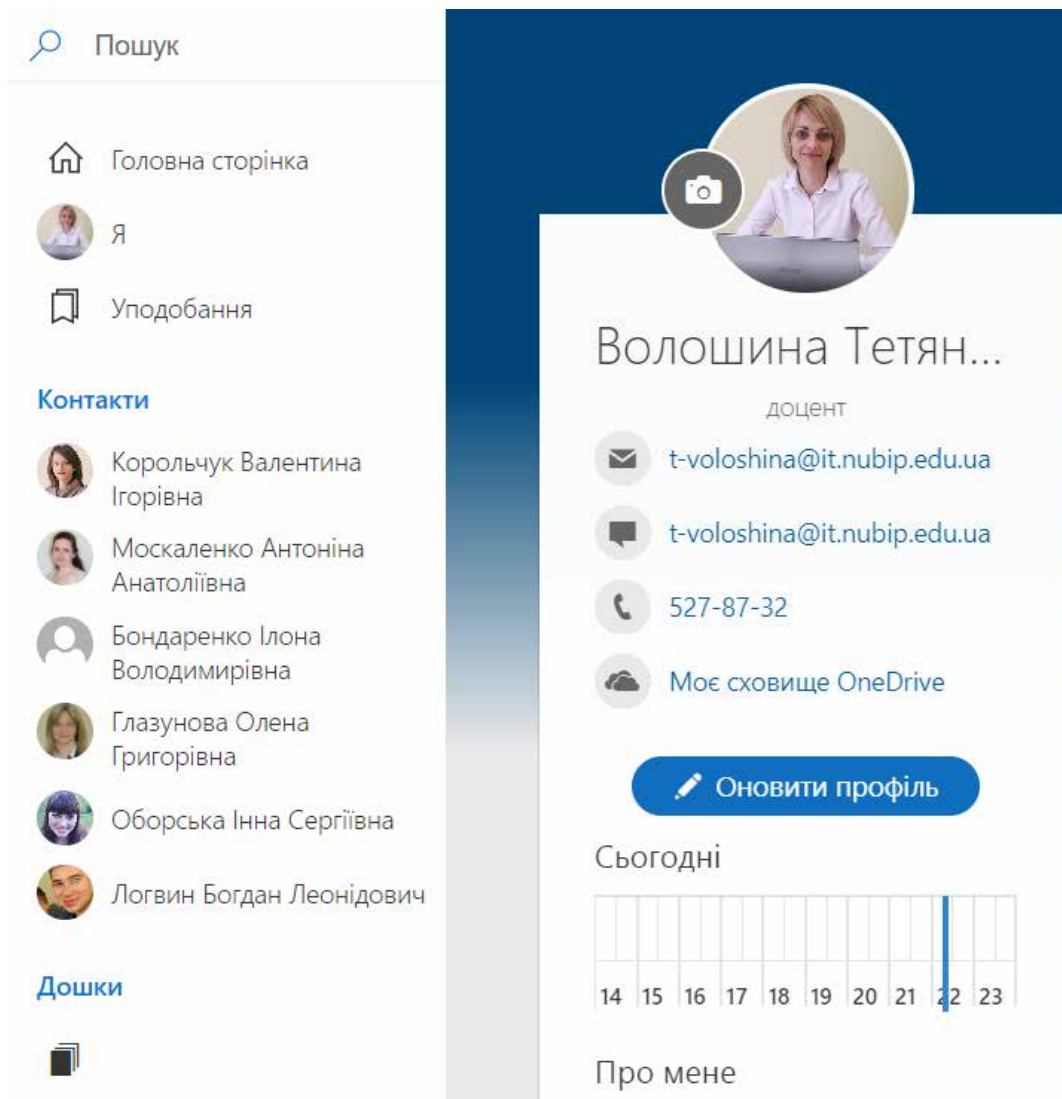 Пошук
Головна сторінка
Я
Уподобання
Контакти
Корольчук Валентина
Ігорівна
Москаленко Антоніна
Анатоліївна
Бондаренко Ілона
Володимирівна
Глазунова Олена
Григорівна
Оборська Інна Сергіївна
Логвин Богдан Леонідович
Дошки
Волошина Тетян...
доцент
t-voloshina@it.nubip.edu.ua
t-voloshina@it.nubip.edu.ua
527-87-32
Моє сховище OneDrive
Оновити профіль
Сьогодні
14 15 16 17 18 19 20 21 22 23
Про мене